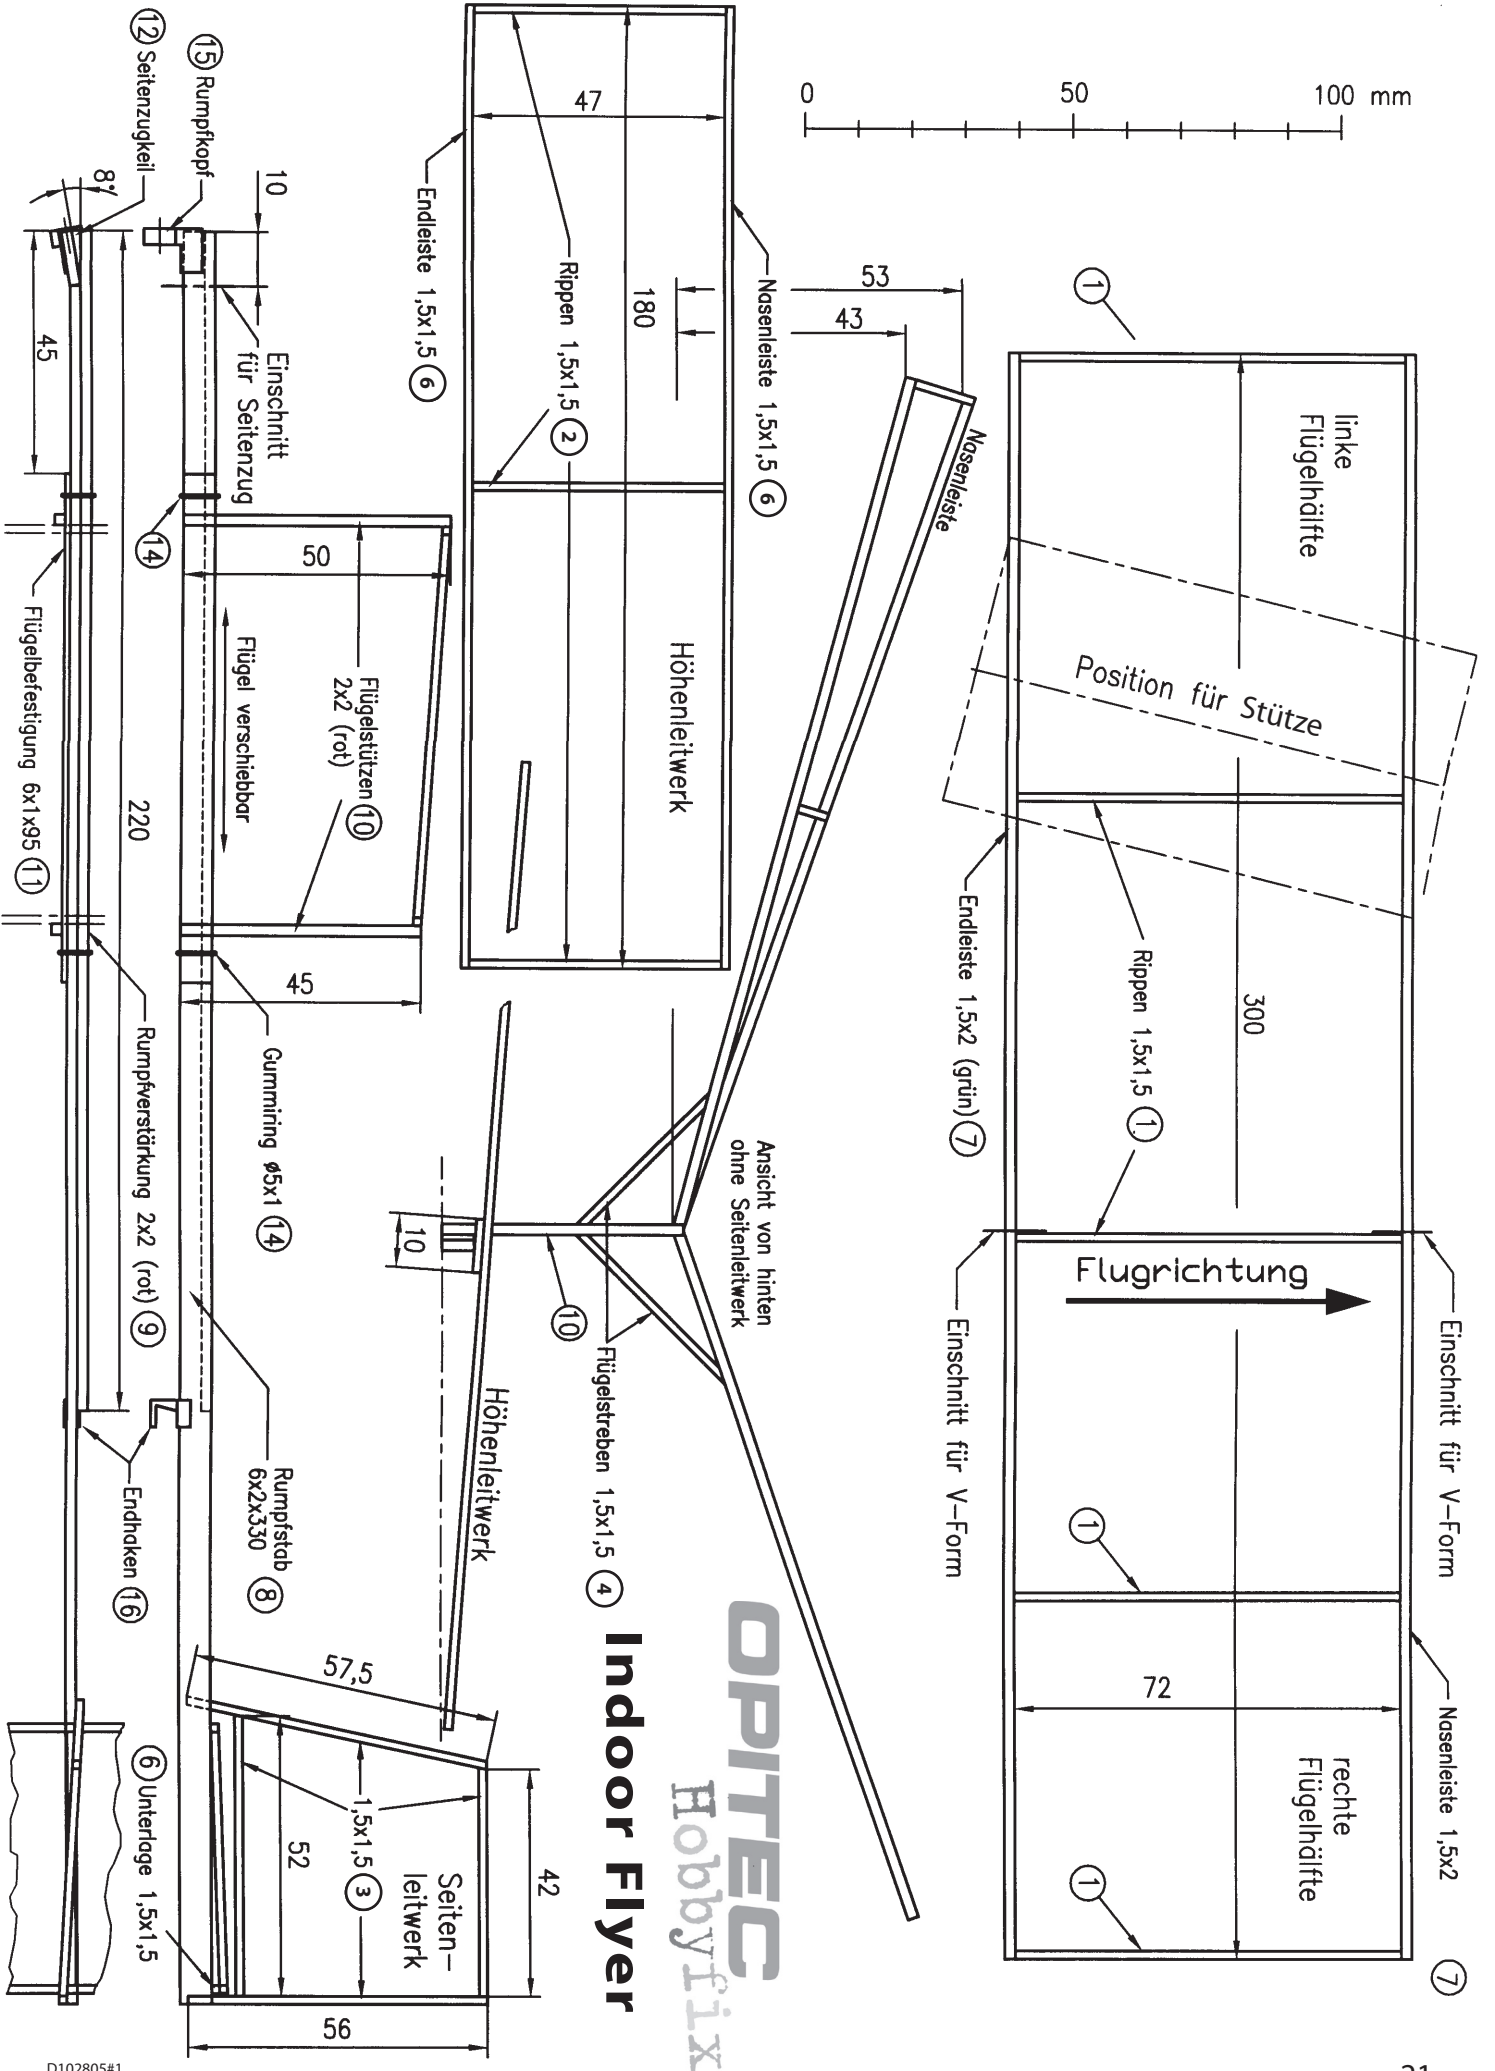 0 50 100 mm
1
linke
Flügelhälfte
Position für Stütze
300
Rippen 1,5x1,5 1
Endleiste 1,5x2 (grün) 7
Flugrichtung
Einschnitt für V-Form
Einschnitt für V-Form
1
72
Nasenleiste 1,5x2
7
rechte
Flügelhälfte
1
53
43
Nasenleiste
Nasenleiste 1,5x1,5 6
47
180
Rippen 1,5x1,5 2
Endleiste 1,5x1,5 6
Höhenleitwerk
Ansicht von hinten
ohne Seitenleitwerk
Flügelstreben 1,5x1,5 4
10
10
Höhenleitwerk
OPITEC
Hobbyfix
Indoor Flyer
15 Rumpfkopf
12 Seitenzugkeil
8°
10
Einschnitt
für Seitenzug
14
50
Flügelstützen
2x2 (rot) 10
Flügel verschiebbar
45
Gummiring ø5x1 14
Rumpfstab
6x2x330 8
57,5
52
1,5x1,5 3
42
Seiten-
leitwerk
56
45
Flügelbefestigung 6x1x95 11
220
Rumpfverstärkung 2x2 (rot) 9
Endhaken 16
6 Unterlage 1,5x1,5
D102805#1